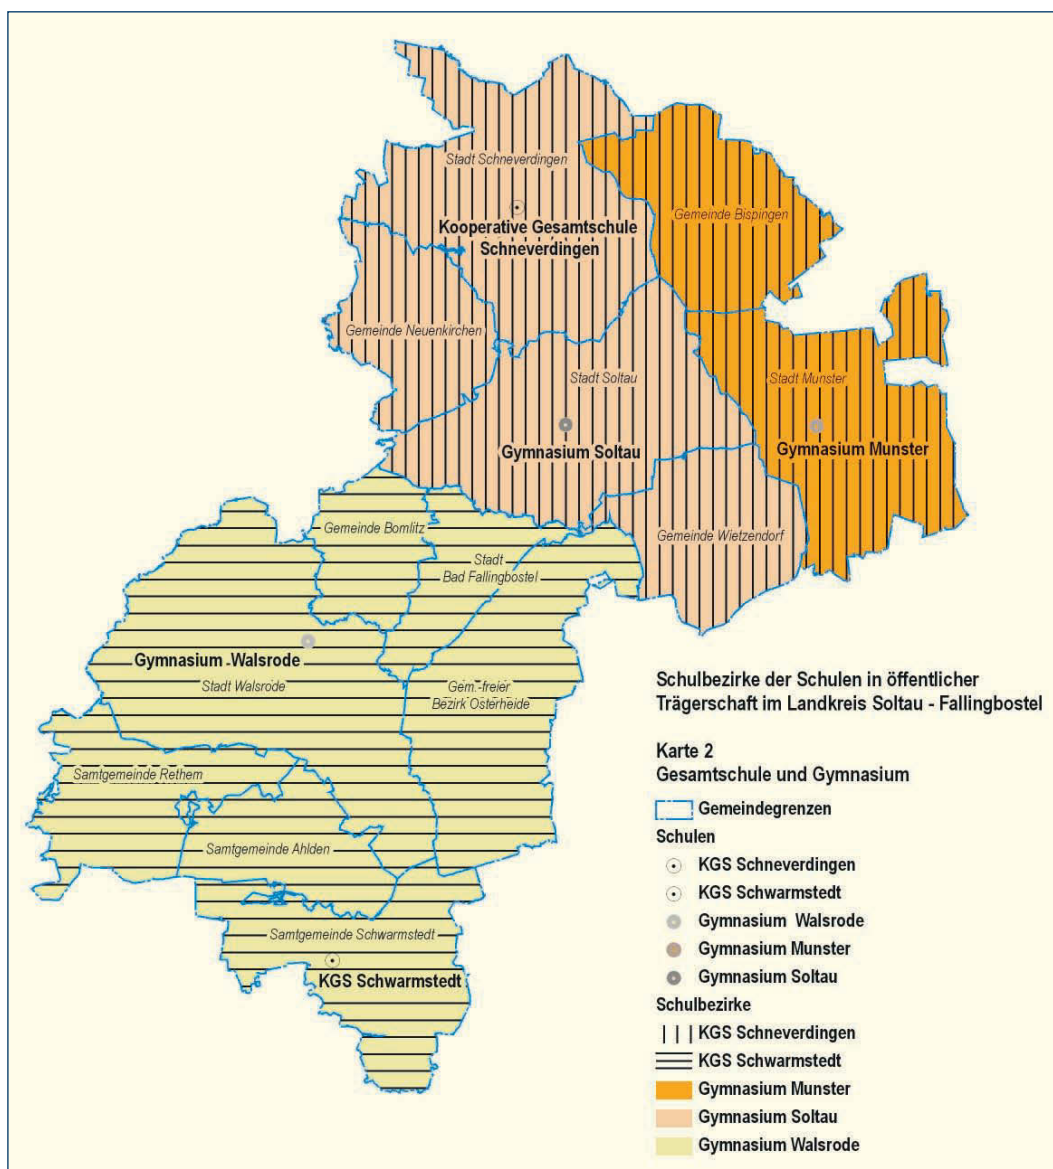 Stadt Schneverdingen
Gemeinde Bispingen
Kooperative Gesamtschule
Schneverdingen
Gemeinde Neuenkirchen
Stadt Soltau
Stadt Munster
Gymnasium Soltau
Gymnasium Munster
Gemeinde Bomlitz
Gemeinde Wietzendorf
Stadt
Bad Fallingbostel
Gymnasium Walsrode
Stadt Walsrode
Gem.-freier
Bezirk Osterheide
Samtgemeinde Rethem
Samtgemeinde Ahlden
Samtgemeinde Schwarmstedt
KGS Schwarmstedt
Schulbezirke der Schulen in öffentlicher
Trägerschaft im Landkreis Soltau - Fallingbostel
Karte 2
Gesamtschule und Gymnasium
Gemeindegrenzen
Schulen
KGS Schneverdingen
KGS Schwarmstedt
Gymnasium Walsrode
Gymnasium Munster
Gymnasium Soltau
Schulbezirke
KGS Schneverdingen
KGS Schwarmstedt
Gymnasium Munster
Gymnasium Soltau
Gymnasium Walsrode